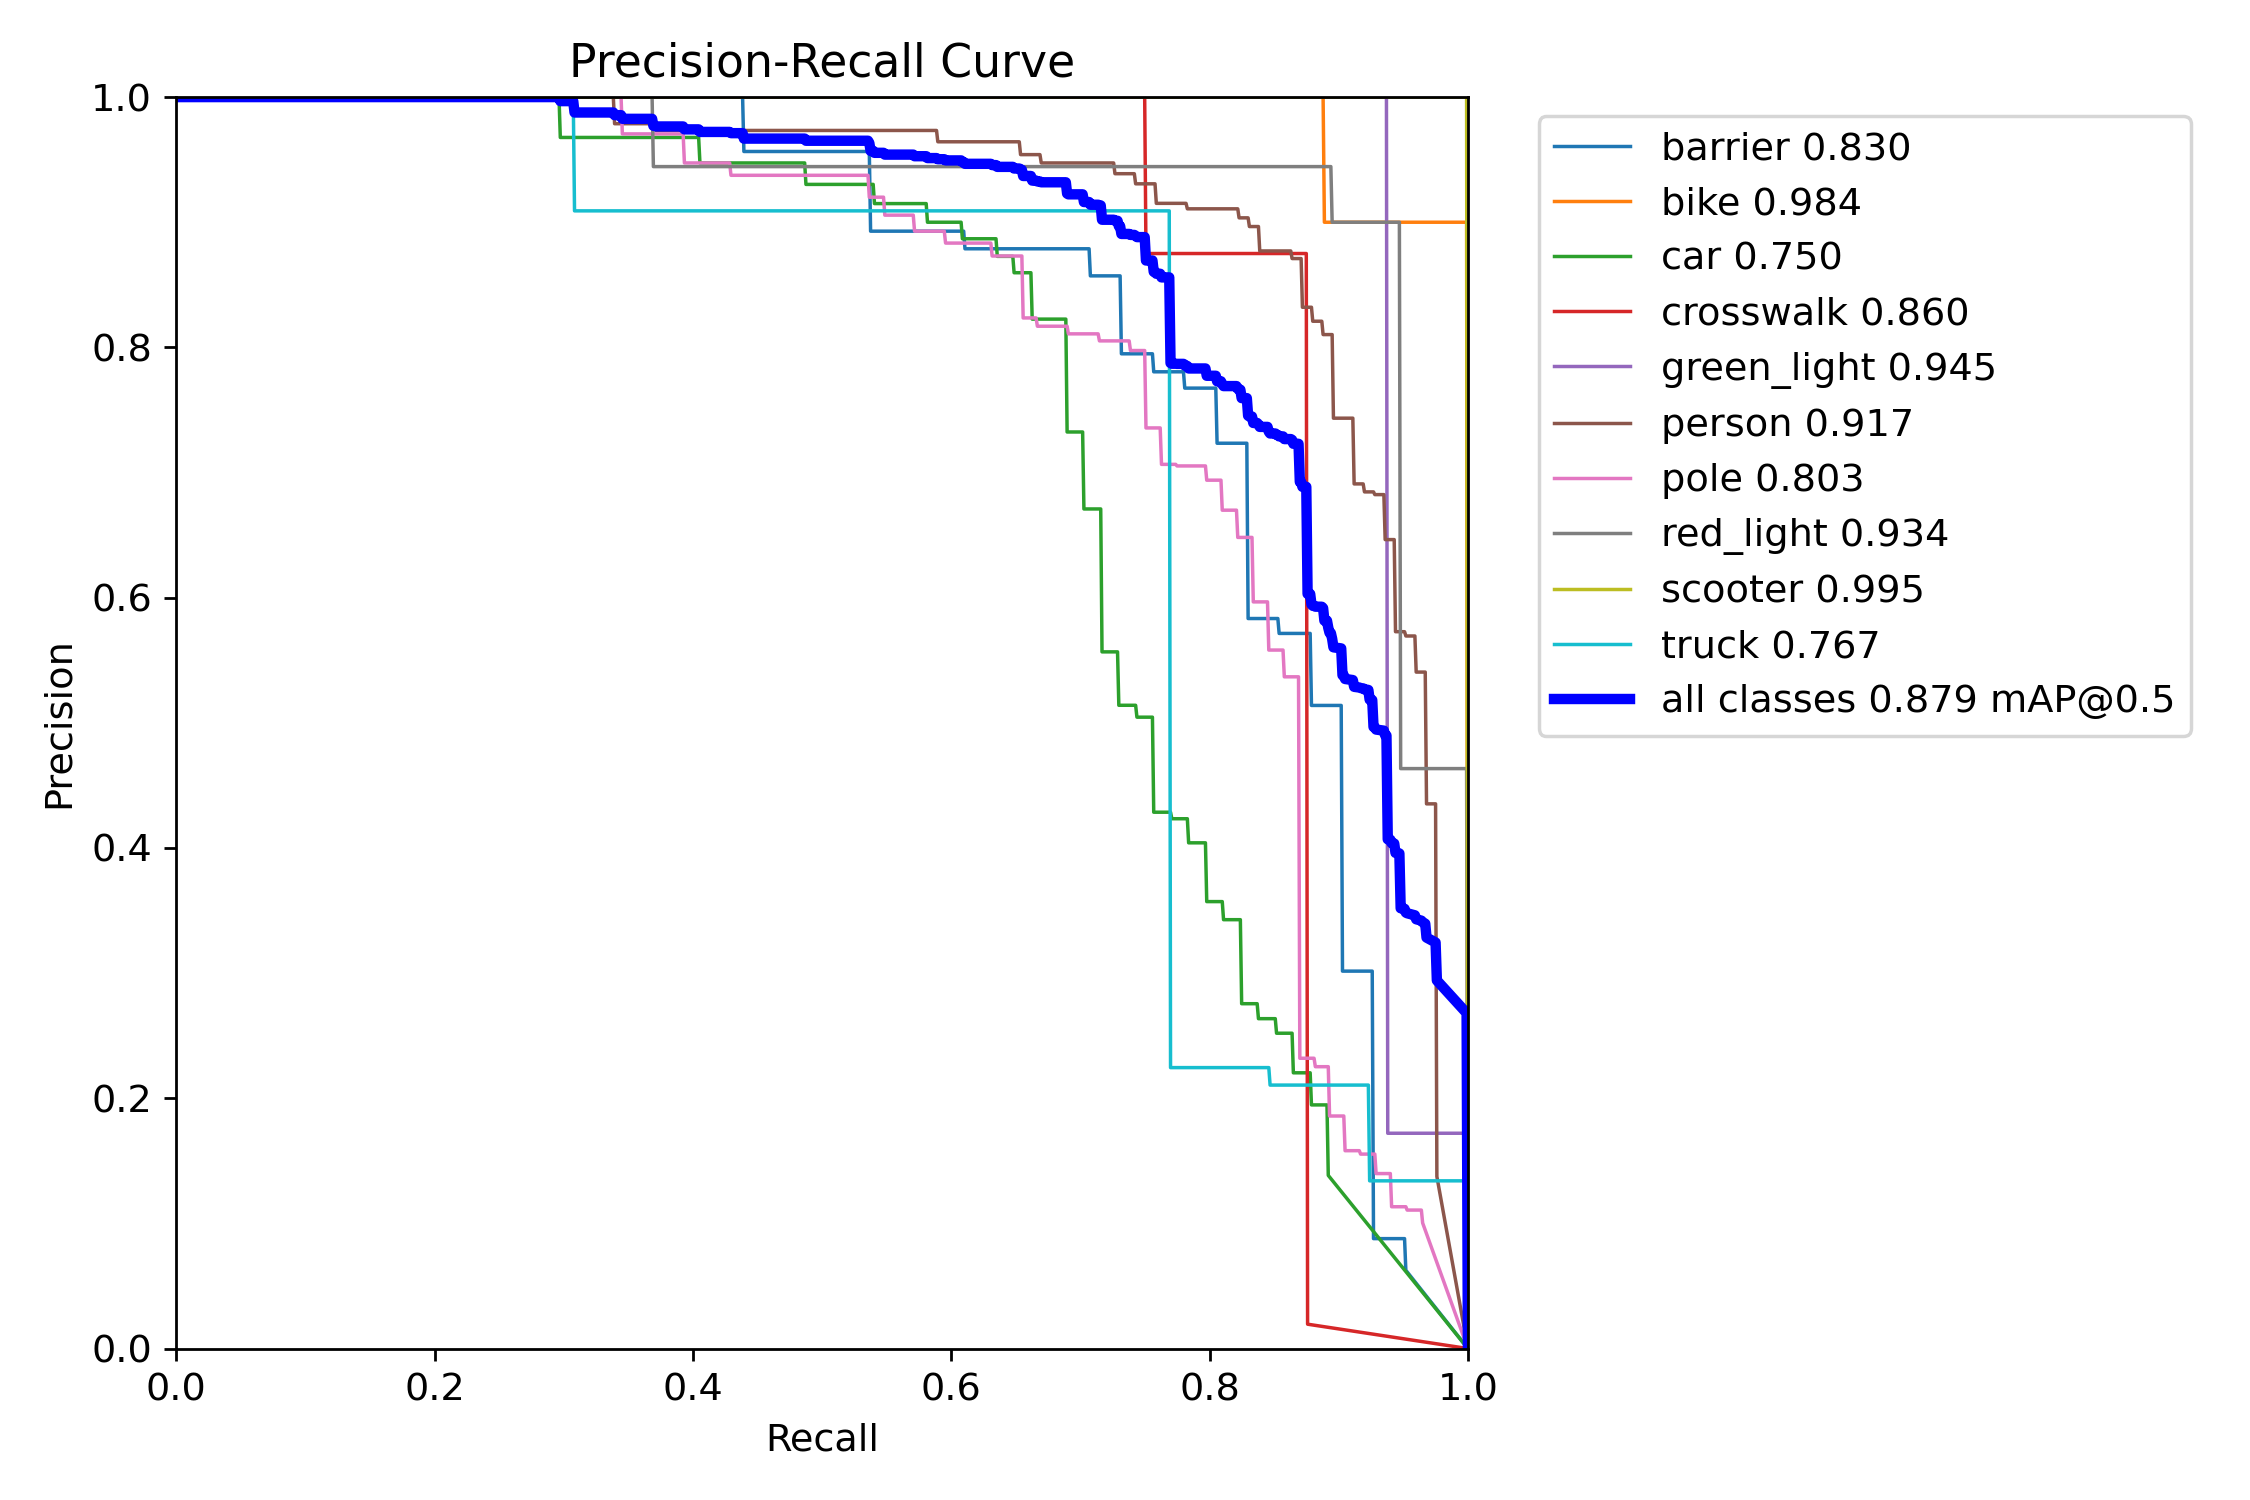 Precision-Recall Curve
1.0
0.8
0.6
0.4
0.2
0.0
Precision
0.0 0.2 0.4 0.6 0.8 1.0
Recall
barrier 0.830
bike 0.984
car 0.750
crosswalk 0.860
green_light 0.945
person 0.917
pole 0.803
red_light 0.934
scooter 0.995
truck 0.767
all classes 0.879 mAP@0.5